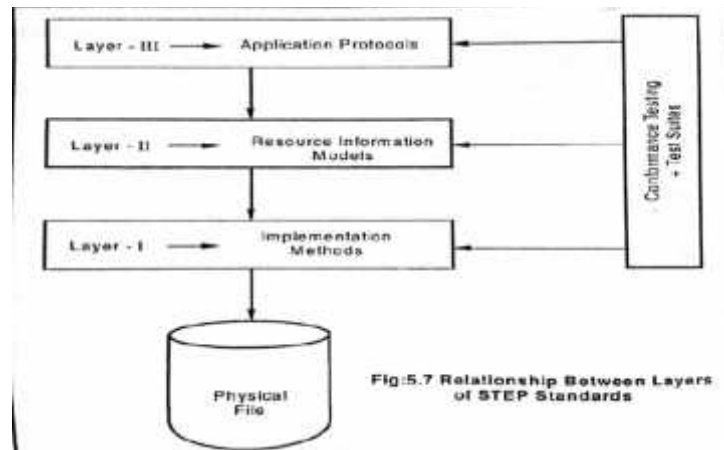 Layer - III → Application Protocols
Layer - II → Resource Information
Models
Layer - I → Implementation
Methods
Conformance Testing
+ Test Suites
Physical
File
Fig:5.7 Relationship Between Layers
of STEP Standards